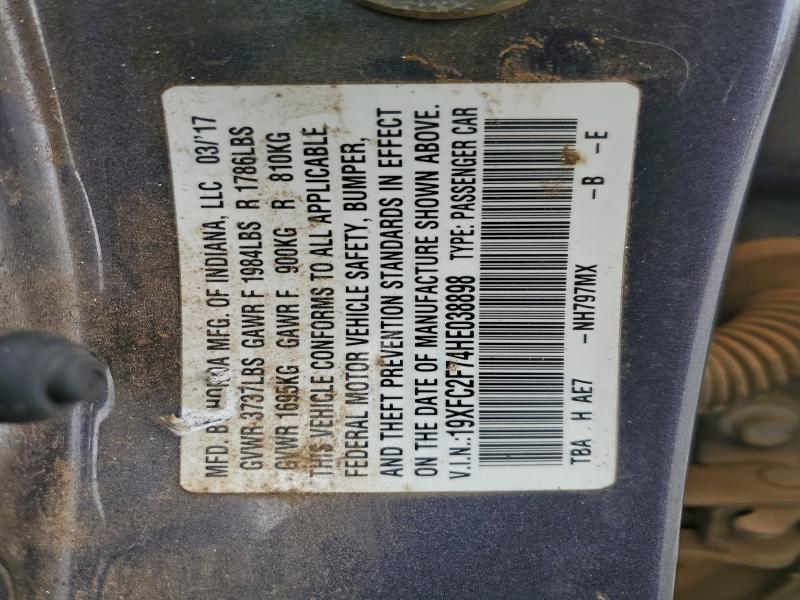 MFD. BY HONDA MFG. OF INDIANA, LLC 03/17
GVWR 3737LBS GAWR F 1984LBS R 1786LBS
GVWR 1695KG GAWR F 900KG R 810KG
THIS VEHICLE CONFORMS TO ALL APPLICABLE
FEDERAL MOTOR VEHICLE SAFETY, BUMPER,
AND THEFT PREVENTION STANDARDS IN EFFECT
ON THE DATE OF MANUFACTURE SHOWN ABOVE.
V.I.N.:19XFC2F74HE038898 TYPE: PASSENGER CAR
TBA H AE7 -NH797MX -B -E